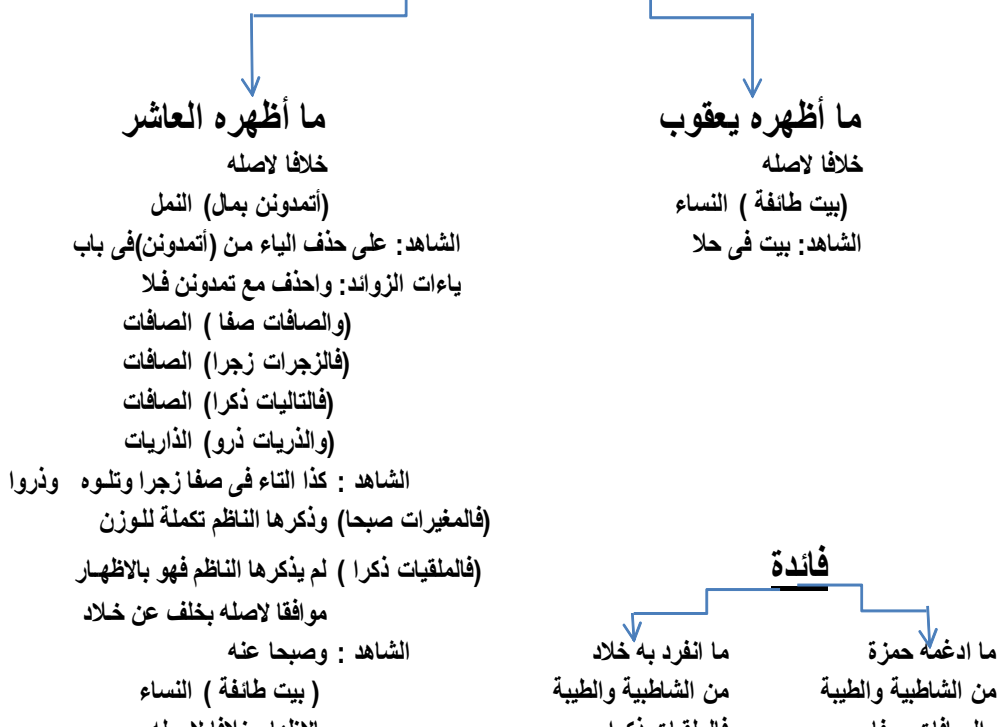 ما أظهره يعقوب
خلافا لاصله
(بيت طائفة ) النساء
الشاهد: بيت فى حلا
ما أظهره العاشر
خلافا لاصله
(أتمدونن بمال) النمل
الشاهد: على حذف الياء من (أتمدونن)فى باب
ياءات الزوائد: واحذف مع تمدونن فلا
(والصافات صفا ) الصافات
(فالزجرات زجرا) الصافات
(فالتاليات ذكرا) الصافات
(والذريات ذرو) الذاريات
الشاهد : كذا التاء فى صفا زجرا وتلوه وذروا
(فالمغيرات صبحا) وذكرها الناظم تكملة للوزن
(فالملقيات ذكرا ) لم يذكرها الناظم فهو بالاظهار
موافقا لاصله بخلف عن خلاد
الشاهد : وصبحا عنه
( بيت طائفة ) النساء
فائدة
ما ادغمه حمزة
من الشاطبية والطيبة
ما انفرد به خلاد
من الشاطبية والطيبة